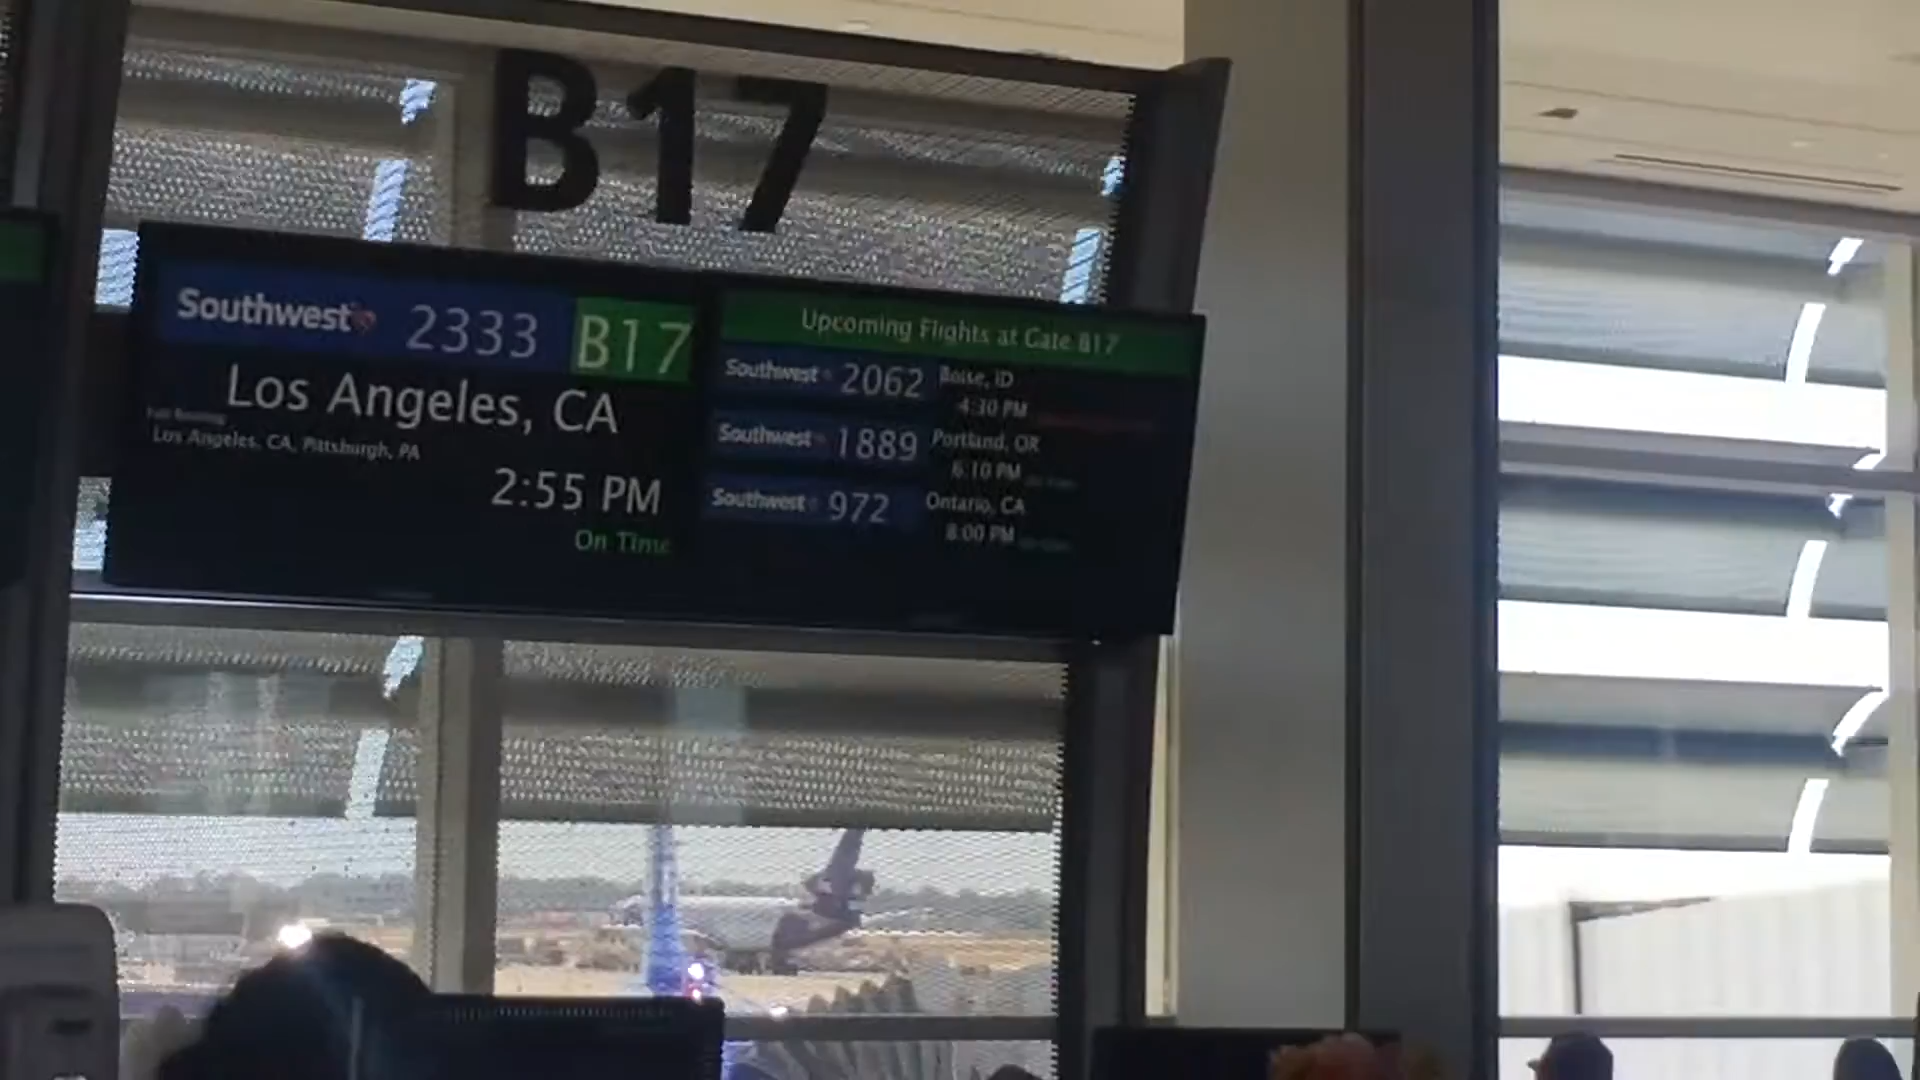 B17
Southwest 2333 B17
Los Angeles, CA
Los Angeles, CA, Pittsburgh, PA
2:55 PM
On Time
Upcoming Flights at Gate B17
Southwest 2062 Boise, ID
4:30 PM
Southwest 1889 Portland, OR
6:10 PM
Southwest 972 Ontario, CA
8:00 PM